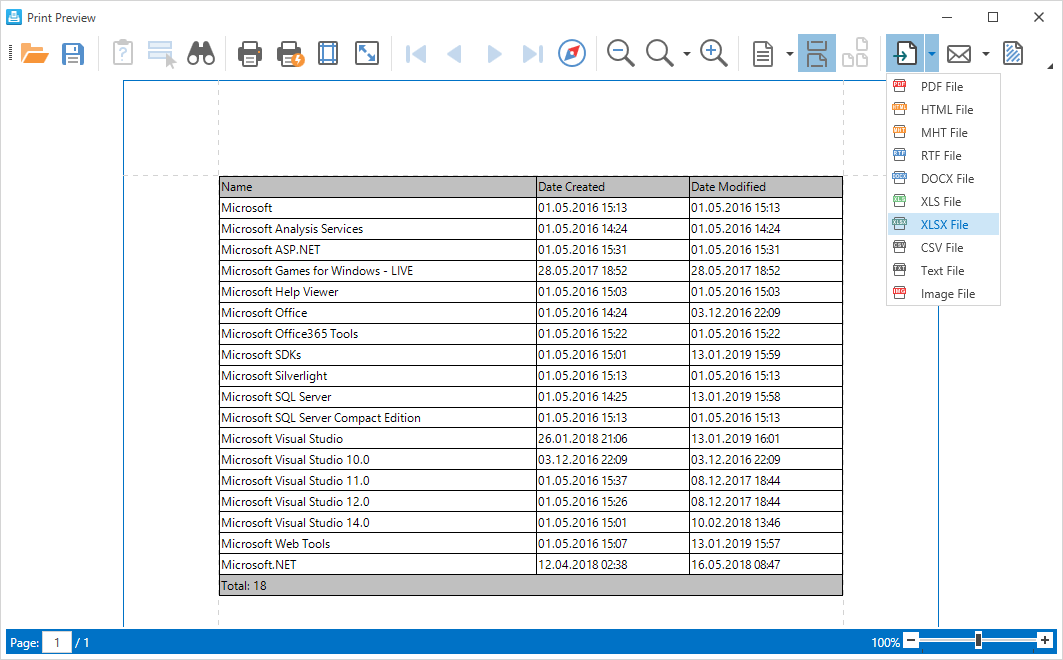 Print Preview
PDF File
HTML File
MHT File
RTF File
DOCX File
XLS File
XLSX File
CSV File
Text File
Image File
Name Date Created Date Modified
Microsoft 01.05.2016 15:13 01.05.2016 15:13
Microsoft Analysis Services 01.05.2016 14:24 01.05.2016 14:24
Microsoft ASP.NET 01.05.2016 15:31 01.05.2016 15:31
Microsoft Games for Windows - LIVE 28.05.2017 18:52 28.05.2017 18:52
Microsoft Help Viewer 01.05.2016 15:03 01.05.2016 15:03
Microsoft Office 01.05.2016 14:24 03.12.2016 22:09
Microsoft Office365 Tools 01.05.2016 15:22 01.05.2016 15:22
Microsoft SDKs 01.05.2016 15:01 13.01.2019 15:59
Microsoft Silverlight 01.05.2016 15:13 01.05.2016 15:13
Microsoft SQL Server 01.05.2016 14:25 13.01.2019 15:58
Microsoft SQL Server Compact Edition 01.05.2016 15:13 01.05.2016 15:13
Microsoft Visual Studio 26.01.2018 21:06 13.01.2019 16:01
Microsoft Visual Studio 10.0 03.12.2016 22:09 03.12.2016 22:09
Microsoft Visual Studio 11.0 01.05.2016 15:37 08.12.2017 18:44
Microsoft Visual Studio 12.0 01.05.2016 15:26 08.12.2017 18:44
Microsoft Visual Studio 14.0 01.05.2016 15:01 10.02.2018 13:46
Microsoft Web Tools 01.05.2016 15:07 13.01.2019 15:57
Microsoft.NET 12.04.2018 02:38 16.05.2018 08:47
Total: 18
Page: 1 / 1 100%